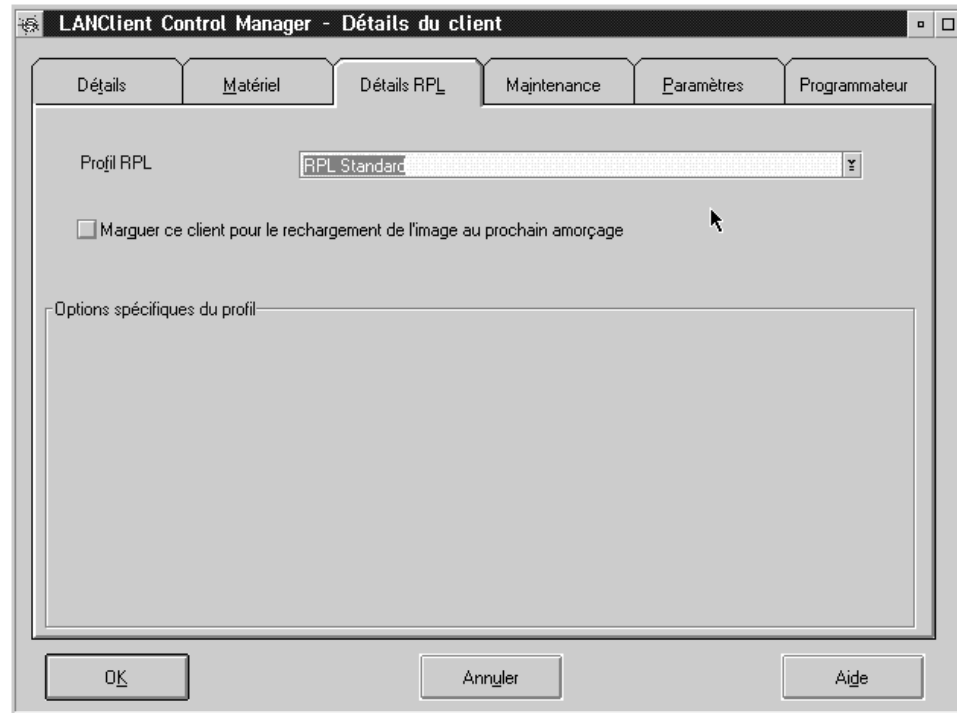 LANClient Control Manager - Détails du client
Détails Matériel Détails RPL Maintenance Paramètres Programmateur
Profil RPL RPL Standard
Marguer ce client pour le rechargement de l'image au prochain amorçage
Options spécifiques du profil
OK Annuler Aide